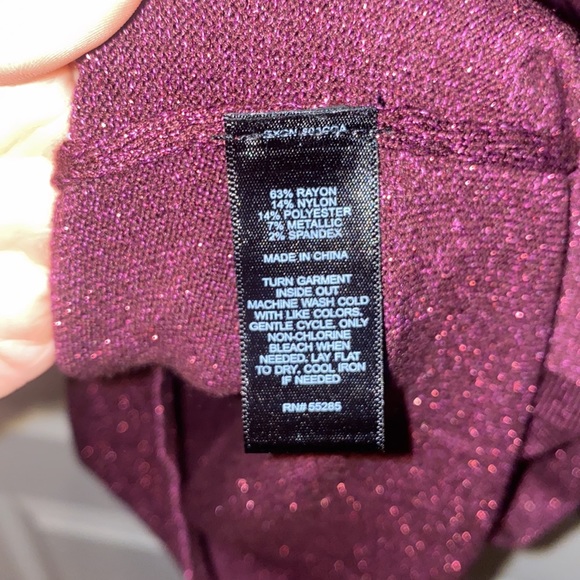 63% RAYON
14% NYLON
14% POLYESTER
7% METALLIC
2% SPANDEX
MADE IN CHINA
TURN GARMENT
INSIDE OUT
MACHINE WASH COLD
WITH LIKE COLORS,
GENTLE CYCLE. ONLY
NON-CHLORINE
BLEACH WHEN
NEEDED. LAY FLAT
TO DRY, COOL IRON
IF NEEDED
RN# 55285